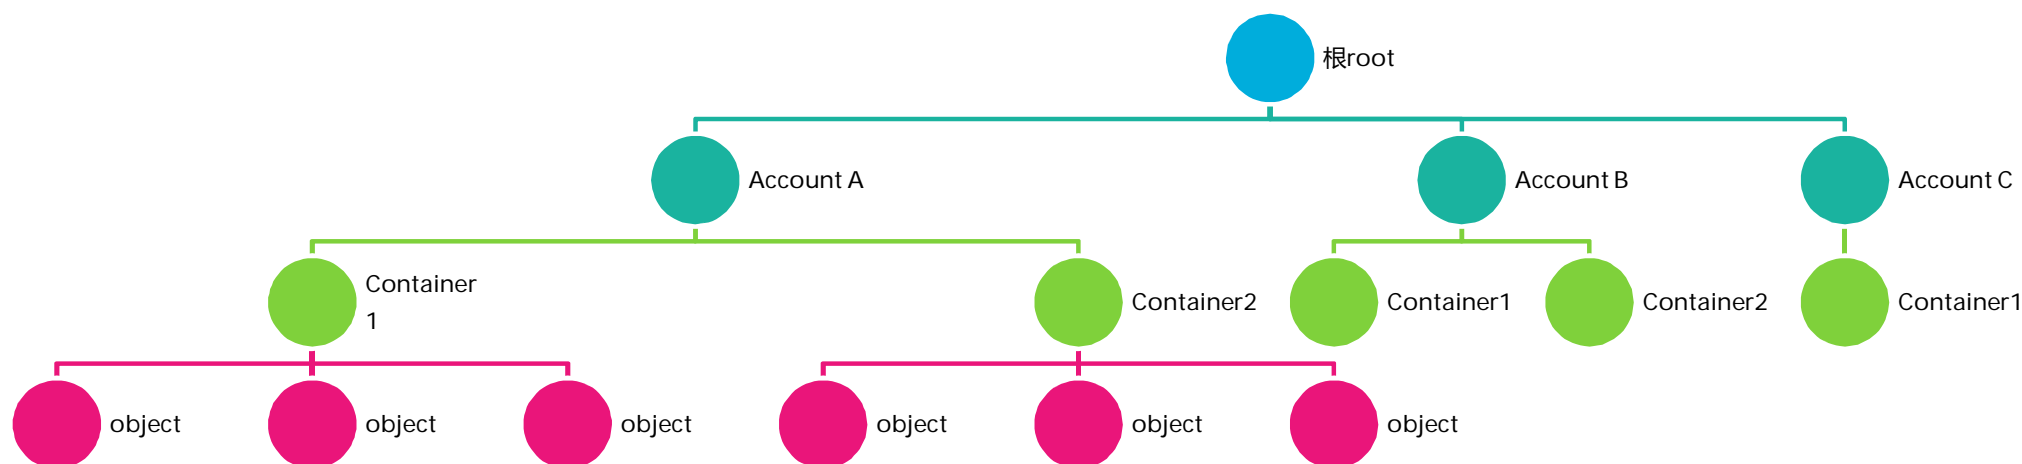 根root
Account A
Account B
Account C
Container
1
Container2
Container1
Container2
Container1
object
object
object
object
object
object